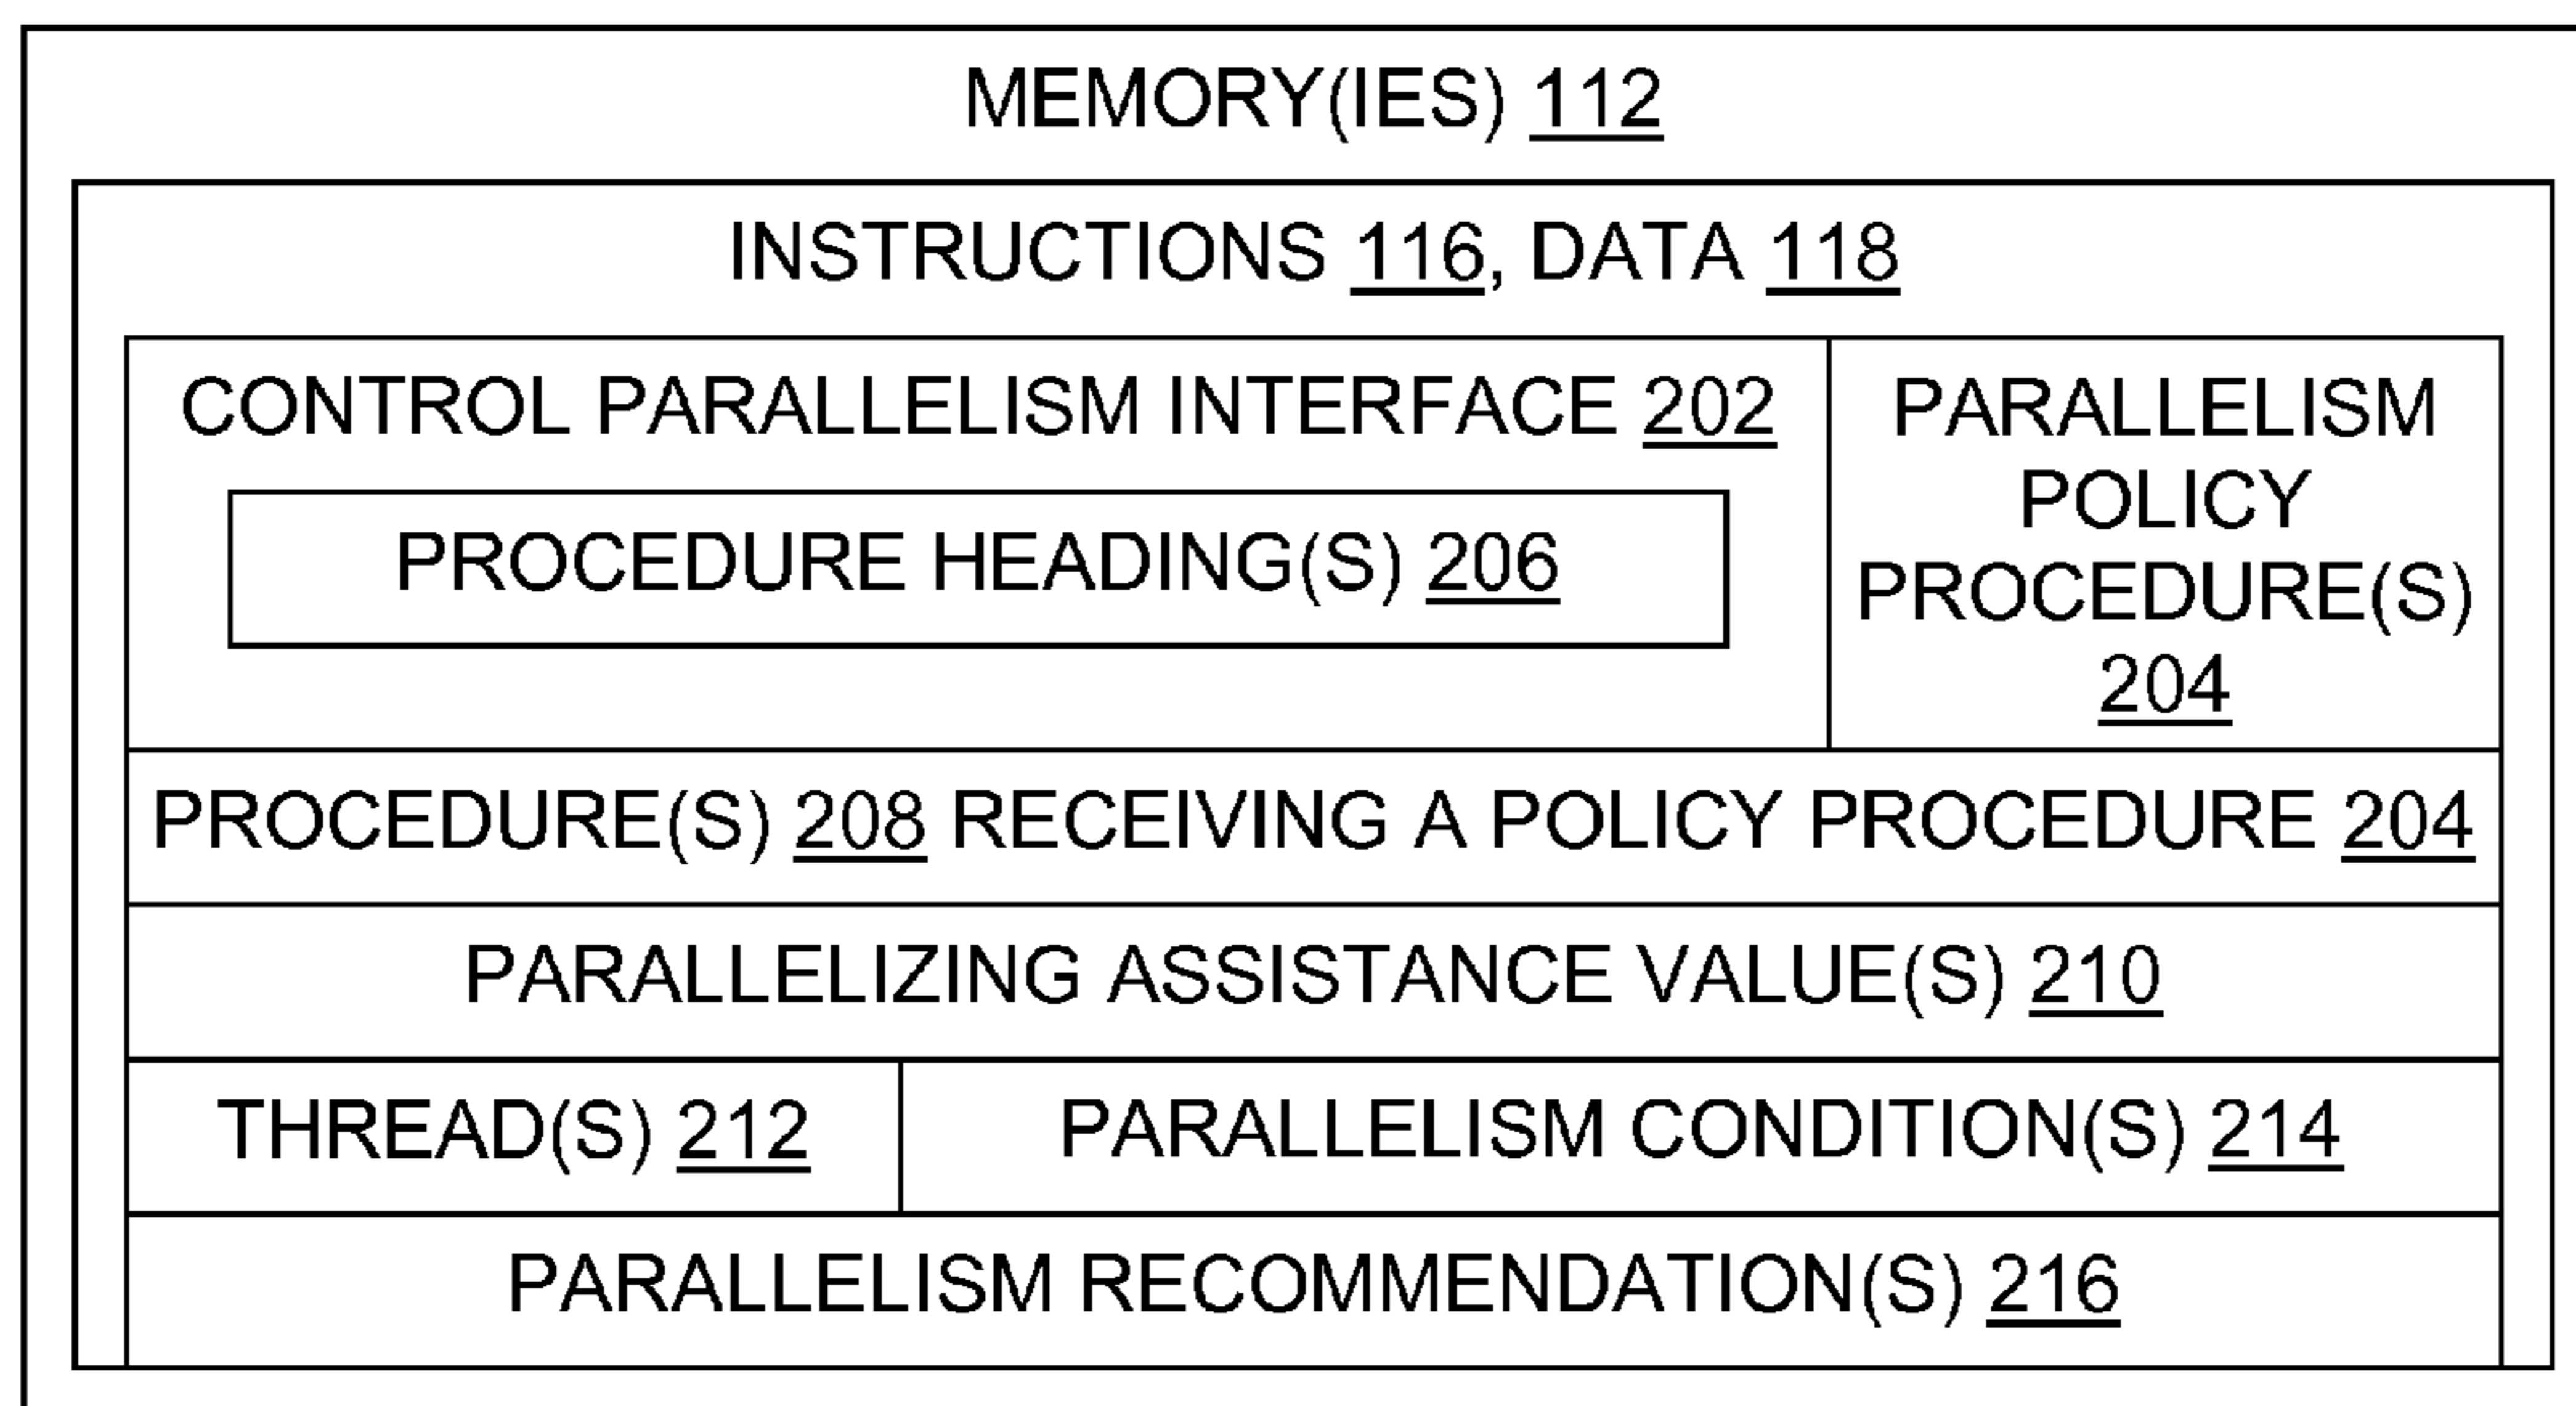 MEMORY(IES) 112
INSTRUCTIONS 116, DATA 118
CONTROL PARALLELISM INTERFACE 202
PROCEDURE HEADING(S) 206
PARALLELISM
POLICY
PROCEDURE(S)
204
PROCEDURE(S) 208 RECEIVING A POLICY PROCEDURE 204
PARALLELIZING ASSISTANCE VALUE(S) 210
THREAD(S) 212
PARALLELISM CONDITION(S) 214
PARALLELISM RECOMMENDATION(S) 216